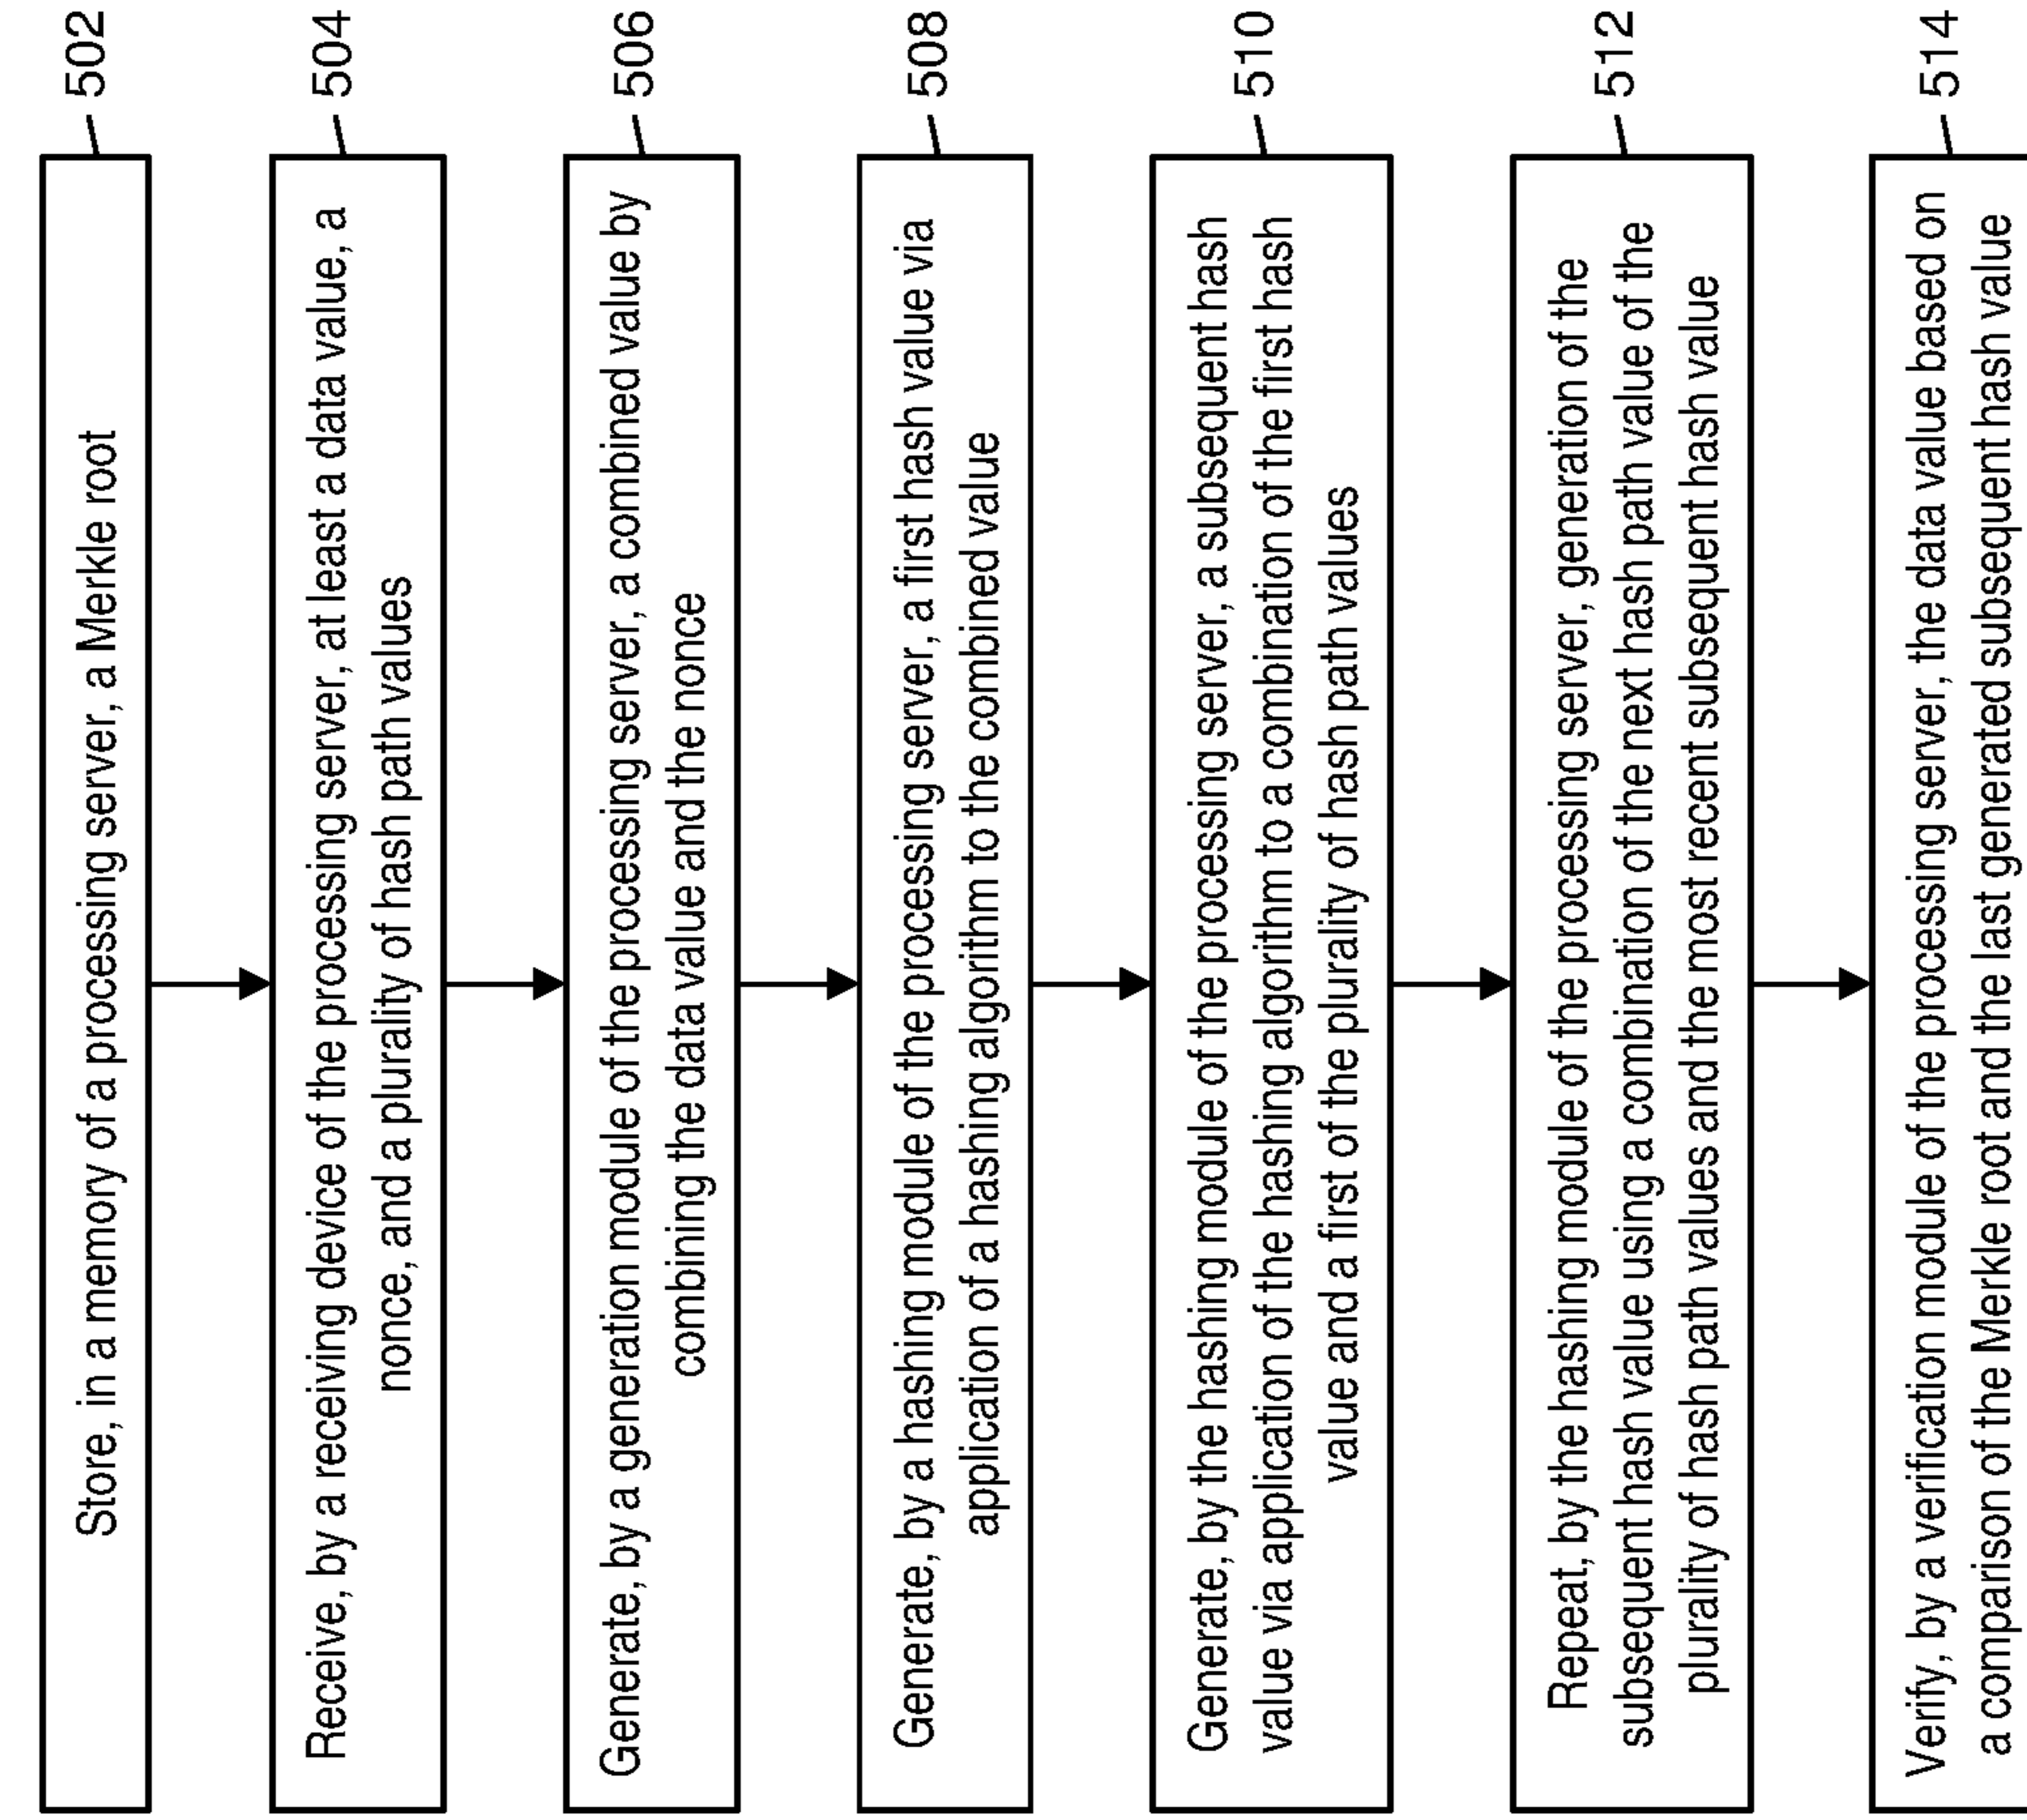 Store, in a memory of a processing server, a Merkle root
502
Receive, by a receiving device of the processing server, at least a data value, a
nonce, and a plurality of hash path values
504
Generate, by a generation module of the processing server, a combined value by
combining the data value and the nonce
506
Generate, by a hashing module of the processing server, a first hash value via
application of a hashing algorithm to the combined value
508
Generate, by the hashing module of the processing server, a subsequent hash
value via application of the hashing algorithm to a combination of the first hash
value and a first of the plurality of hash path values
510
Repeat, by the hashing module of the processing server, generation of the
subsequent hash value using a combination of the next hash path value of the
plurality of hash path values and the most recent subsequent hash value
512
Verify, by a verification module of the processing server, the data value based on
a comparison of the Merkle root and the last generated subsequent hash value
514